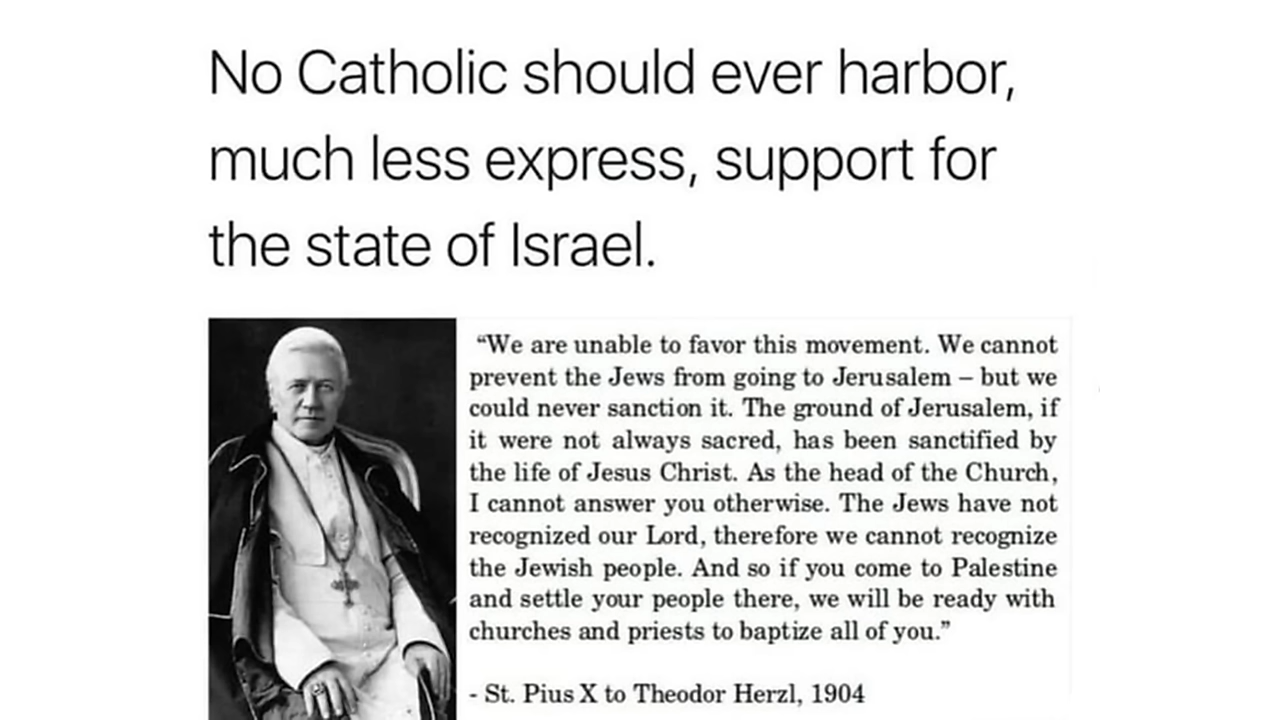 No Catholic should ever harbor,
much less express, support for
the state of Israel.
“We are unable to favor this movement. We cannot
prevent the Jews from going to Jerusalem – but we
could never sanction it. The ground of Jerusalem, if
it were not always sacred, has been sanctified by
the life of Jesus Christ. As the head of the Church,
I cannot answer you otherwise. The Jews have not
recognized our Lord, therefore we cannot recognize
the Jewish people. And so if you come to Palestine
and settle your people there, we will be ready with
churches and priests to baptize all of you.”
- St. Pius X to Theodor Herzl, 1904